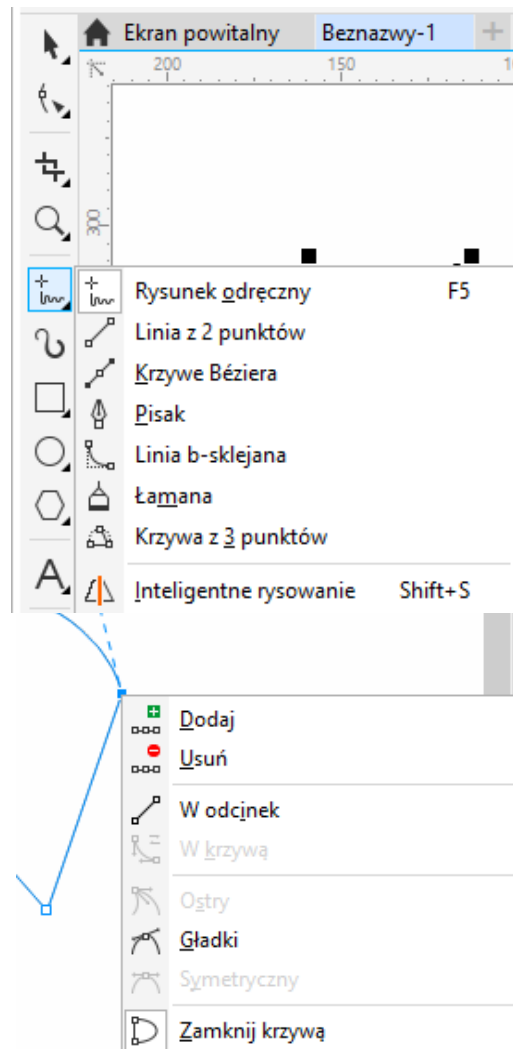 Ekran powitalny Beznazwy-1
200 150 1
300
Rysunek odręczny F5
Linia z 2 punktów
Krzywe Béziera
Pisak
Linia b-sklejana
Łamana
Krzywa z 3 punktów
A
Inteligentne rysowanie Shift+S
Dodaj
Usuń
W odcinek
W krzywą
Ostry
Gładki
Symetryczny
Zamknij krzywą